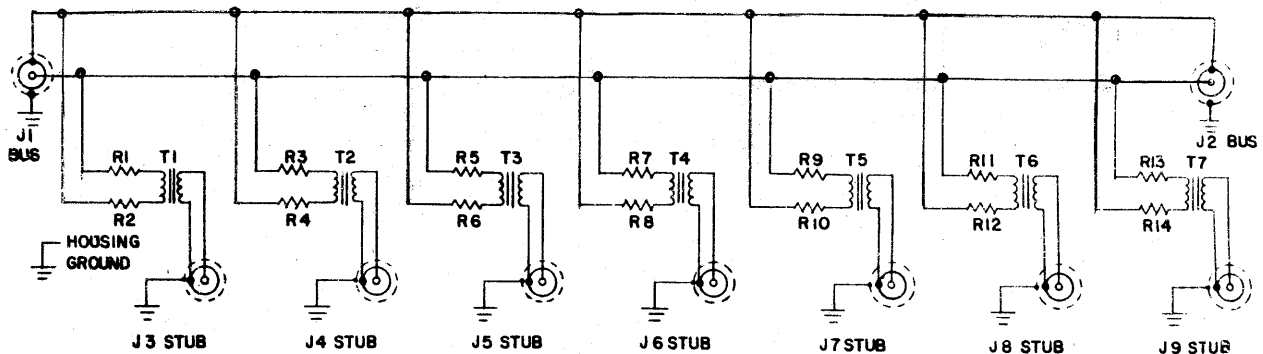 J1
BUS
J2 BUS
R1 T1
R2
R3 T2
R4
R5 T3
R6
R7 T4
R8
R9 T5
R10
R11 T6
R12
R13 T7
R14
HOUSING
GROUND
J3 STUB
J4 STUB
J5 STUB
J6 STUB
J7 STUB
J8 STUB
J9 STUB